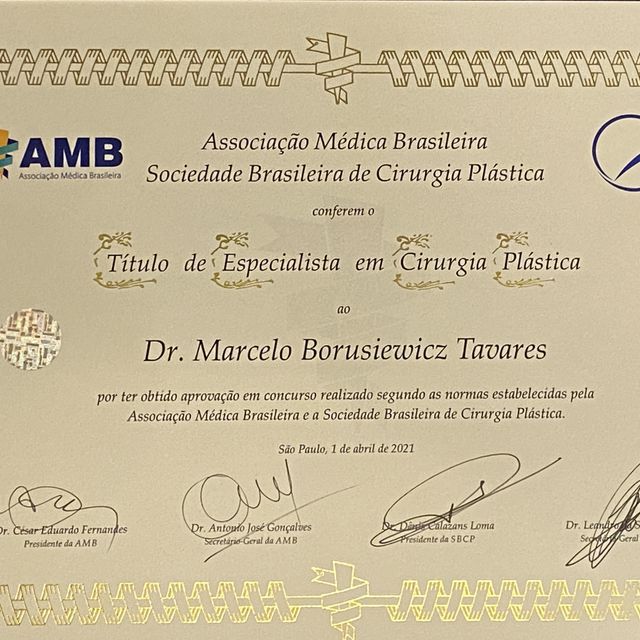 AMB
Associação Médica Brasileira
Associação Médica Brasileira
Sociedade Brasileira de Cirurgia Plástica
conferem o
Título de Especialista em Cirurgia Plástica
ao
Dr. Marcelo Borusiewicz Tavares
por ter obtido aprovação em concurso realizado segundo as normas estabelecidas pela
Associação Médica Brasileira e a Sociedade Brasileira de Cirurgia Plástica.
São Paulo, 1 de abril de 2021
Dr. César Eduardo Fernandes
Presidente da AMB
Dr. Antonio José Gonçalves
Secretário-Geral da AMB
Dr. Dênis Calazans Loma
Presidente da SBCP
Dr. Leandro